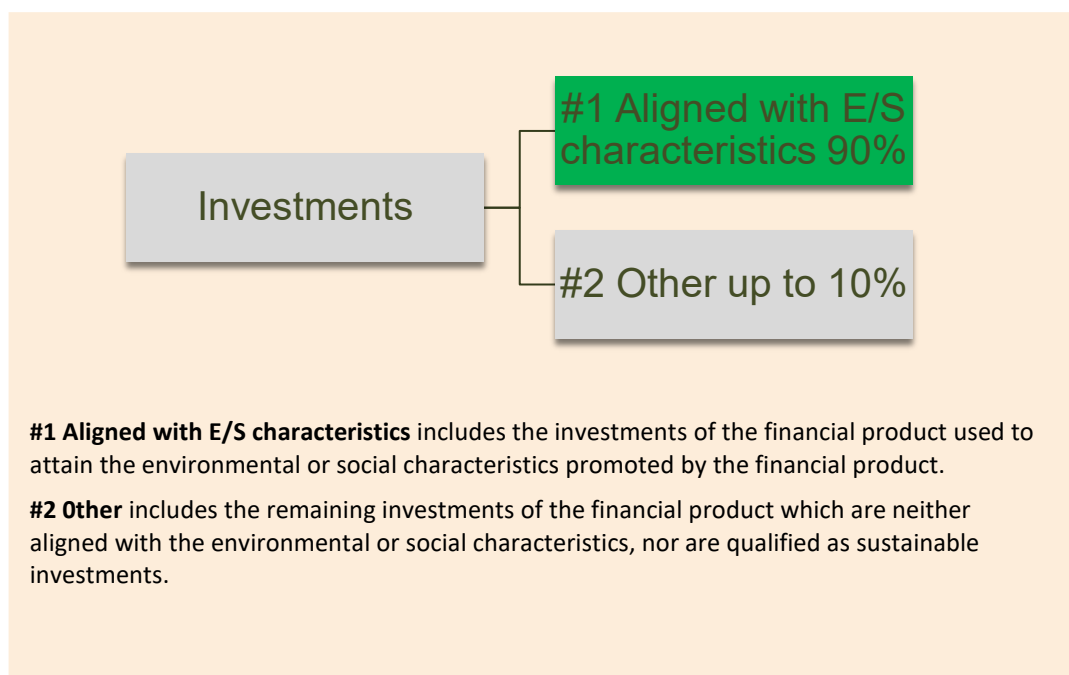 #1 Aligned with E/S
characteristics 90%
Investments
#2 Other up to 10%
#1 Aligned with E/S characteristics includes the investments of the financial product used to
attain the environmental or social characteristics promoted by the financial product.
#2 0ther includes the remaining investments of the financial product which are neither
aligned with the environmental or social characteristics, nor are qualified as sustainable
investments.